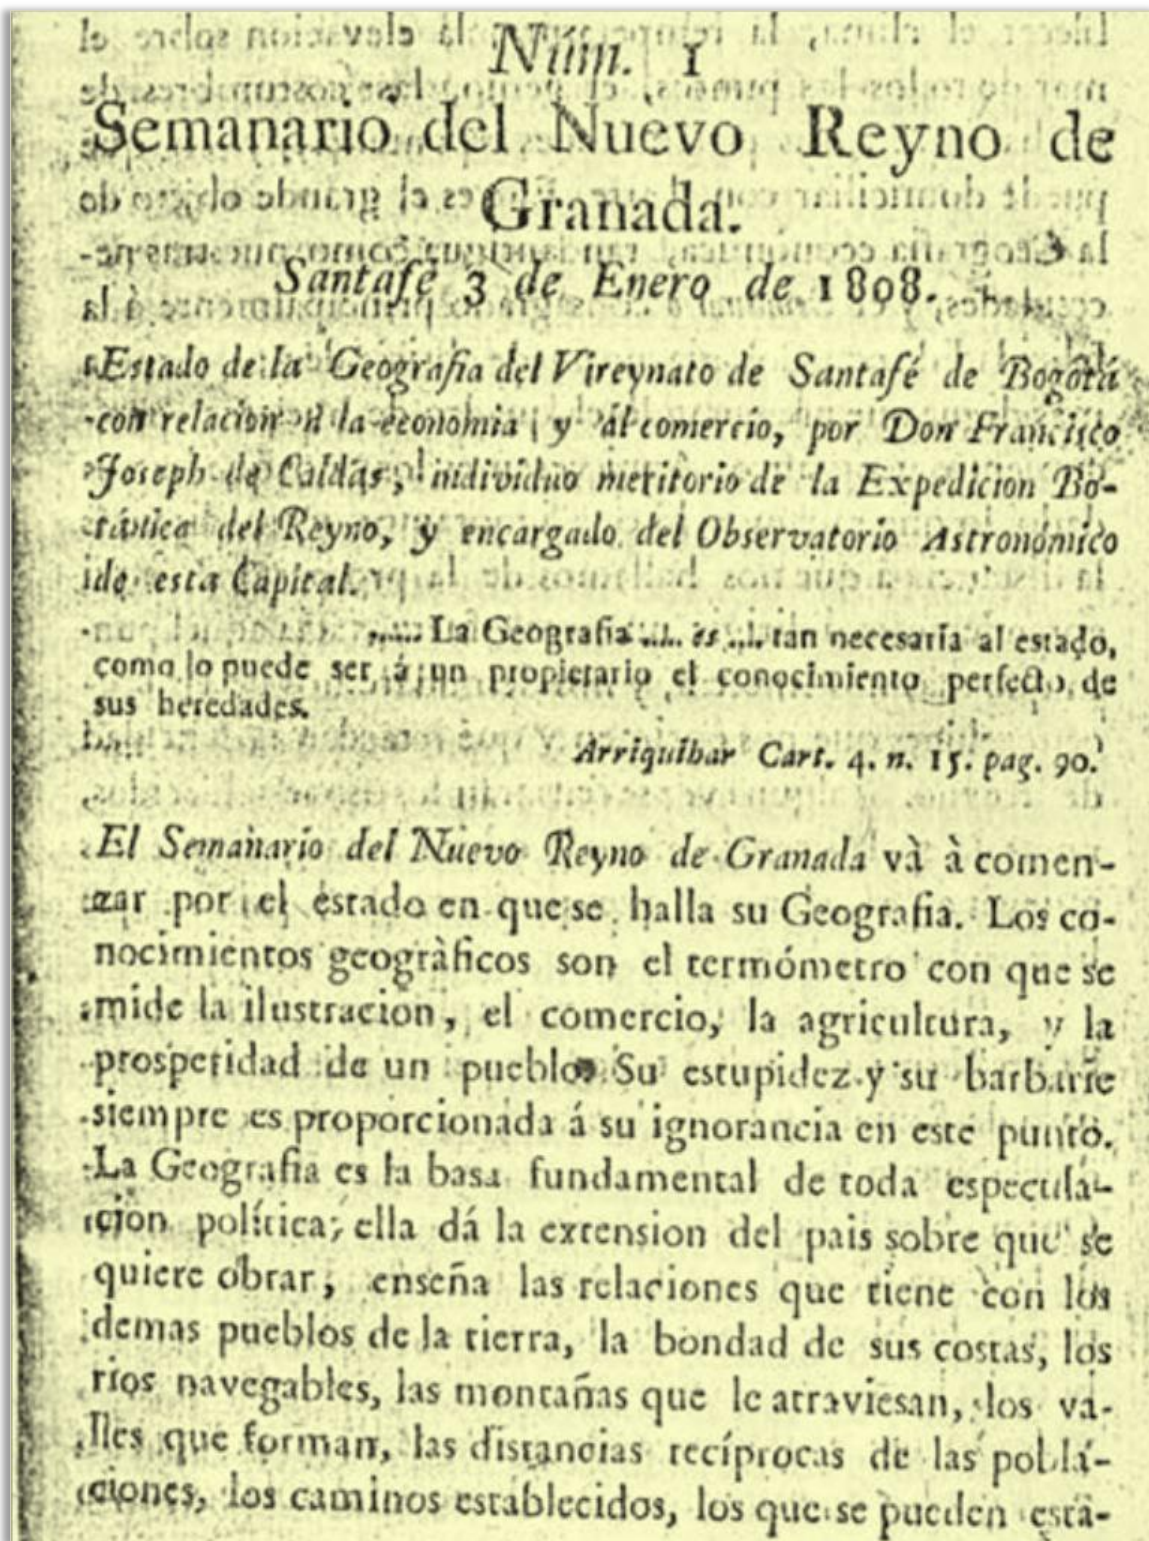 Núm. 1
Semanario del Nuevo Reyno de
Granada.
Santafé 3 de Enero de 1808.
Estado de la Geografia del Vireynato de Santafé de Bogotá
con relacion á la economia, y al comercio, por Don Francisco
Joseph de Caldas, individuo meritorio de la Expedicion Bo-
tánica del Reyno, y encargado del Observatorio Astronómico
de esta Capital.
...... La Geografia ..... es ..... tan necesaria al estado,
como lo puede ser á un propietario el conocimiento perfecto de
sus heredades.
Arriquibar Cart. 4. n. 15. pag. 90.
El Semanario del Nuevo Reyno de Granada và à comen-
zar por el estado en que se halla su Geografia. Los co-
nocimientos geogràficos son el termómetro con que se
mide la ilustracion, el comercio, la agricultura, y la
prosperidad de un pueblo. Su estupidez y su barbarie
siempre es proporcionada á su ignorancia en este punto.
La Geografia es la basa fundamental de toda especula-
cion política; ella dá la extension del pais sobre que se
quiere obrar, enseña las relaciones que tiene con los
demas pueblos de la tierra, la bondad de sus costas, los
rios navegables, las montañas que le atraviesan, los va-
lles que forman, las distancias recíprocas de las pobla-
ciones, los caminos establecidos, los que se pueden esta-